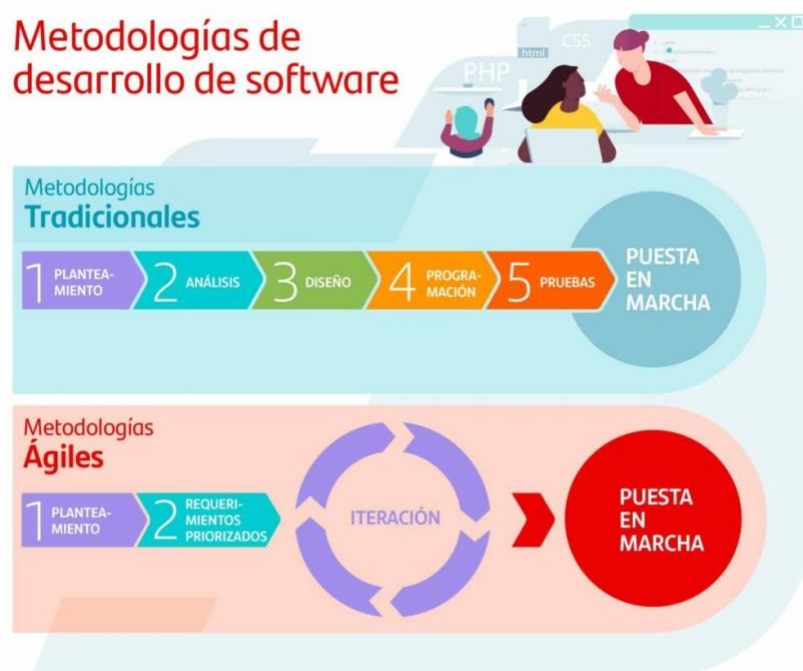 Metodologías de
desarrollo de software
PHP
html
CSS
Metodologías
Tradicionales
1 PLANTEA-
MIENTO
2 ANÁLISIS
3 DISEÑO
4 PROGRA-
MACIÓN
5 PRUEBAS
PUESTA
EN
MARCHA
Metodologías
Ágiles
1 PLANTEA-
MIENTO
2 REQUERI-
MIENTOS
PRIORIZADOS
ITERACIÓN
PUESTA
EN
MARCHA